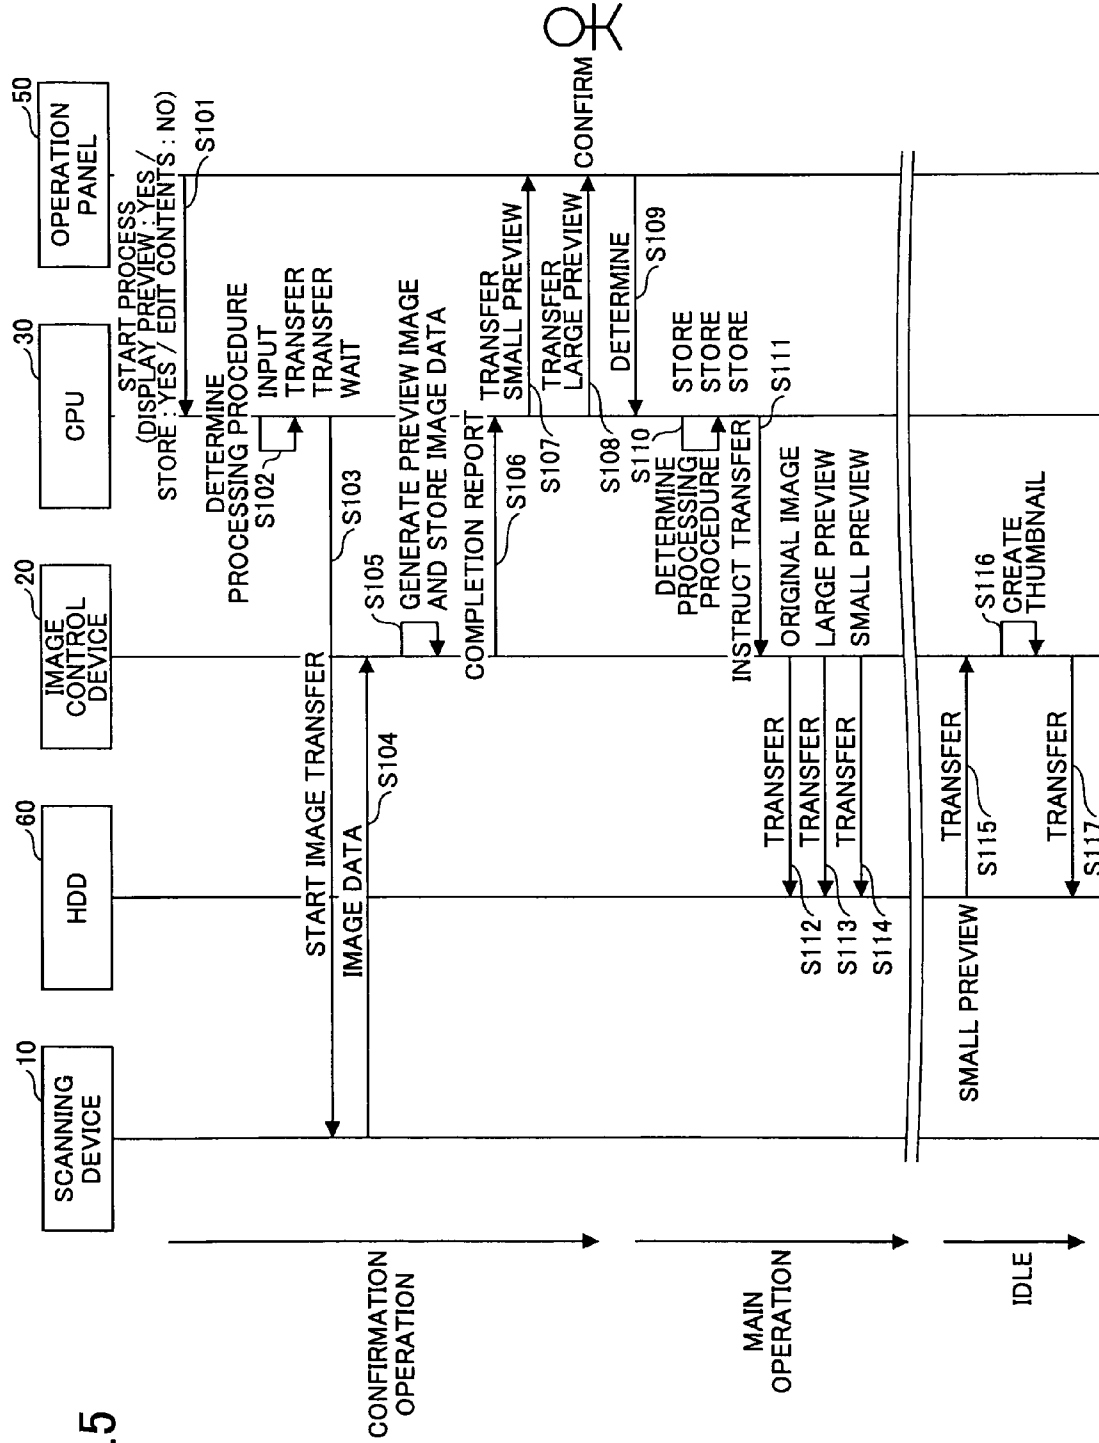 .5
SCANNING
DEVICE
10
HDD
60
IMAGE
CONTROL
DEVICE
20
CPU
30
OPERATION
PANEL
50
CONFIRMATION
OPERATION
START PROCESS
(DISPLAY PREVIEW : YES /
STORE : YES / EDIT CONTENTS : NO)
S101
DETERMINE
PROCESSING PROCEDURE
S102
INPUT
TRANSFER
TRANSFER
WAIT
START IMAGE TRANSFER
S103
IMAGE DATA
S104
S105
GENERATE PREVIEW IMAGE
AND STORE IMAGE DATA
COMPLETION REPORT
S106
TRANSFER
SMALL PREVIEW
S107
TRANSFER
LARGE PREVIEW
S108
CONFIRM
MAIN
OPERATION
DETERMINE
S109
S110
DETERMINE
PROCESSING
PROCEDURE
STORE
STORE
STORE
INSTRUCT TRANSFER
S111
TRANSFER
ORIGINAL IMAGE
S112
TRANSFER
LARGE PREVIEW
S113
TRANSFER
SMALL PREVIEW
S114
IDLE
SMALL PREVIEW
TRANSFER
S115
S116
CREATE
THUMBNAIL
TRANSFER
S117